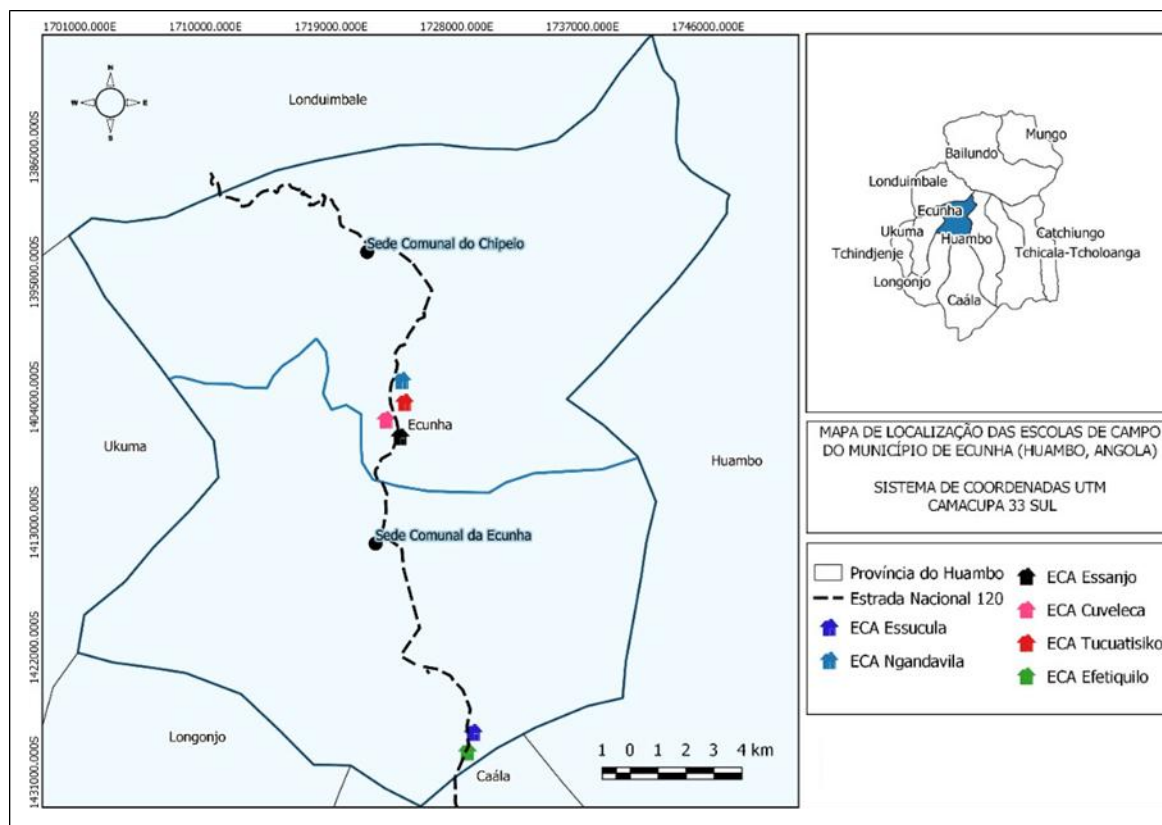 1701000.000E 1710000.000E 1719000.000E 1728000.000E 1737000.000E 1746000.000E
1386000.000S
1395000.000S
1404000.000S
1413000.000S
1422000.000S
1431000.000S
N
W E
S
Londuimbale
Sede Comunal do Chipeio
Ecunha
Ukuma
Huambo
Sede Comunal da Ecunha
Longonjo
Caála
1 0 1 2 3 4 km
Mungo
Bailundo
Londuimbale
Ecunha
Ukuma
Huambo
Catchiungo
Tchindjenje
Tchicala-Tcholoanga
Longonjo
Caála
MAPA DE LOCALIZAÇÃO DAS ESCOLAS DE CAMPO
DO MUNICÍPIO DE ECUNHA (HUAMBO, ANGOLA)
SISTEMA DE COORDENADAS UTM
CAMACUPA 33 SUL
Província do Huambo
Estrada Nacional 120
ECA Essucula
ECA Ngandavila
ECA Essanjo
ECA Cuveleca
ECA Tucuatisiko
ECA Efetiquilo